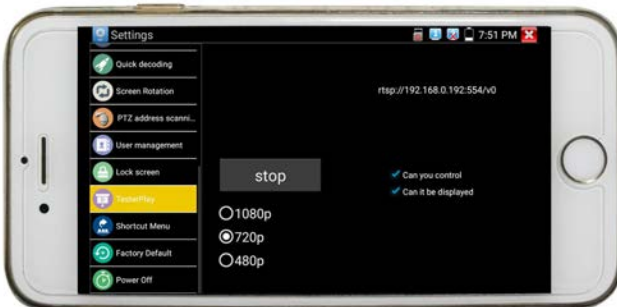 Settings
7:51 PM
Quick decoding
Screen Rotation
PTZ address scanni...
User management
Lock screen
TesterPlay
Shortcut Menu
Factory Default
Power Off
rtsp://192.168.0.192:554/v0
stop
Can you control
Can it be displayed
1080p
720p
480p